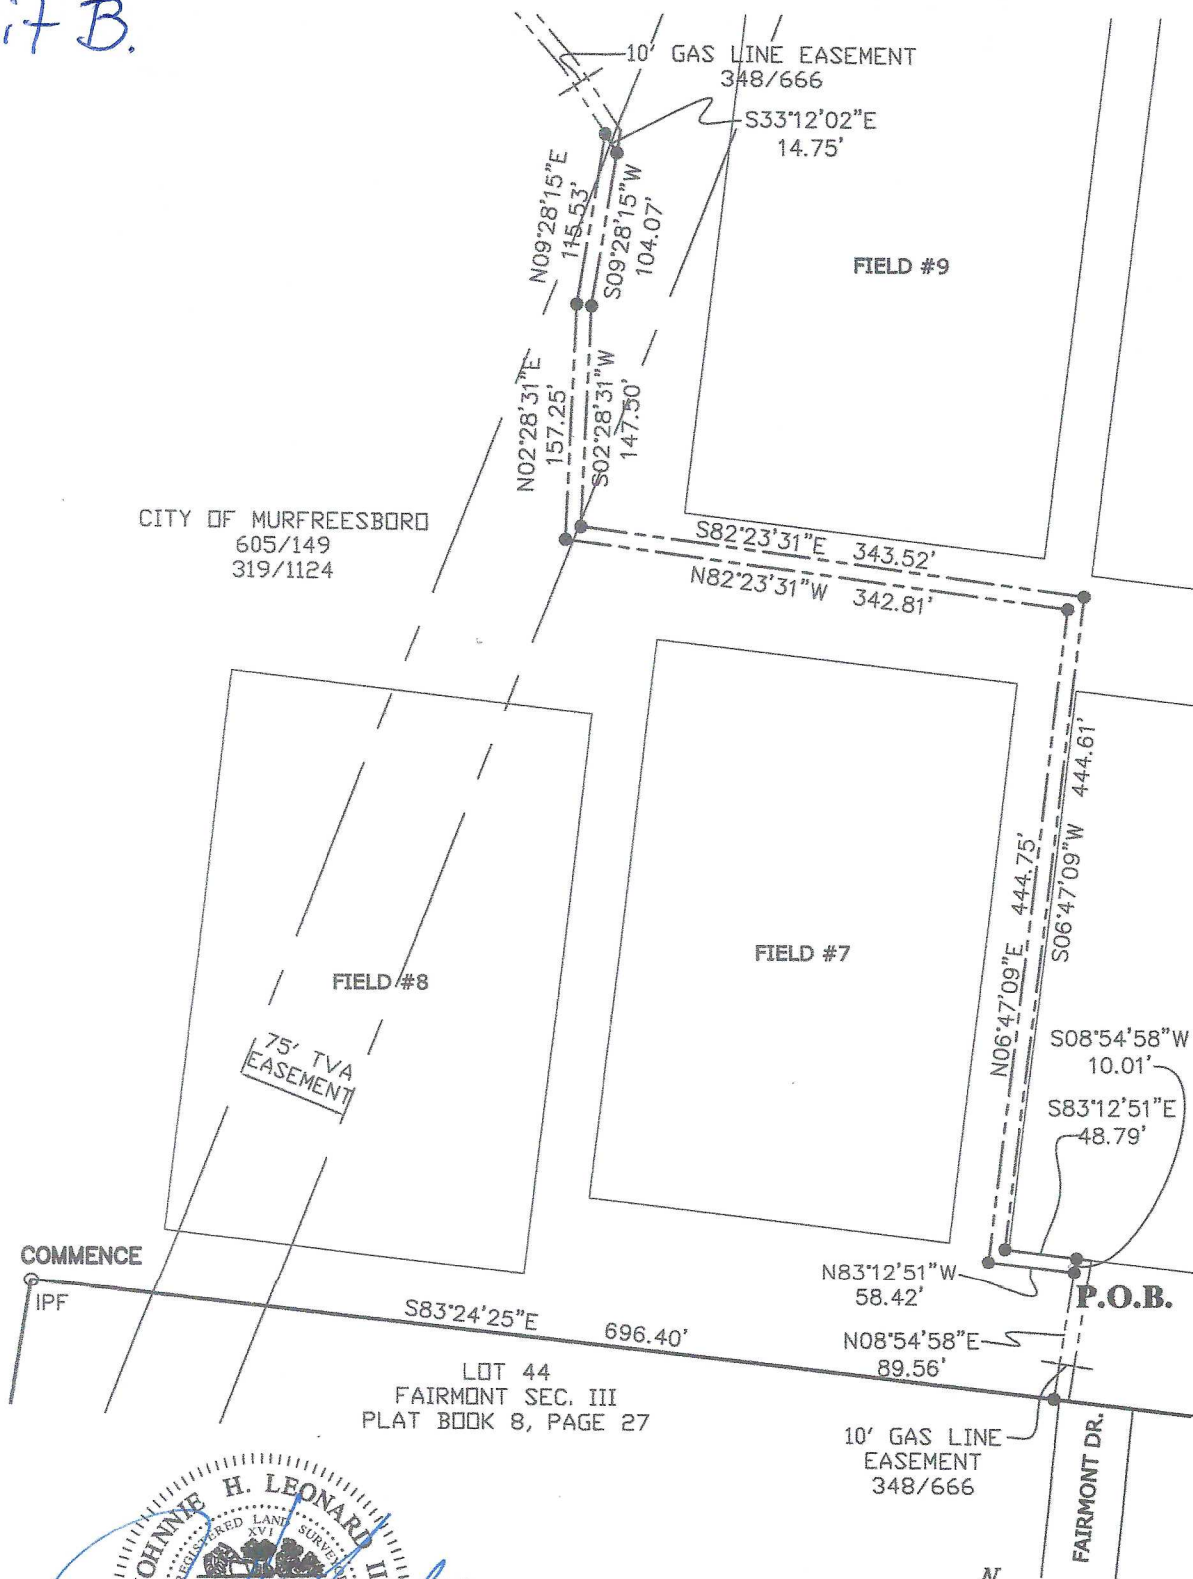 it B.
10' GAS LINE EASEMENT
348/666
S33°12'02"E
14.75'
N09°28'15"E
115.53'
S09°28'15"W
104.07'
FIELD #9
N02°28'31"E
157.25'
S02°28'31"W
147.50'
CITY OF MURFREESBORO
605/149
319/1124
S82°23'31"E 343.52'
N82°23'31"W 342.81'
S06°47'09"W 444.61'
N06°47'09"E 444.75'
FIELD #7
FIELD #8
75' TVA
EASEMENT
S08°54'58"W
10.01'
S83°12'51"E
48.79'
COMMENCE
IPF
N83°12'51"W
58.42'
P.O.B.
S83°24'25"E 696.40'
N08°54'58"E
89.56'
LOT 44
FAIRMONT SEC. III
PLAT BOOK 8, PAGE 27
10' GAS LINE
EASEMENT
348/666
FAIRMONT DR.
JOHNNIE H. LEONARD II
REGISTERED LAND SURVEYOR
XVI
N